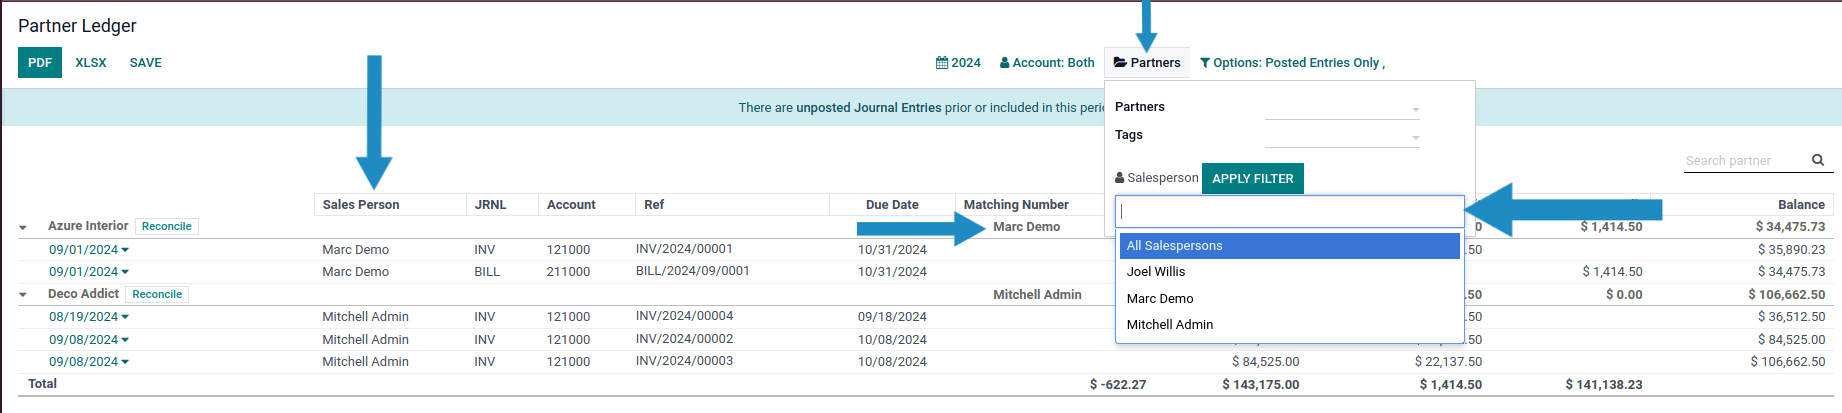 Partner Ledger
PDF XLSX SAVE 2024 Account: Both Partners Options: Posted Entries Only ,
There are unposted Journal Entries prior or included in this
Partners
Tags
Search partner
Salesperson APPLY FILTER
Sales Person JRNL Account Ref Due Date Matching Number Balance
Azure Interior Reconcile Marc Demo 0 $ 1,414.50 $ 34,475.73
09/01/2024 Marc Demo INV 121000 INV/2024/00001 10/31/2024 .50 $ 35,890.23
All Salespersons
09/01/2024 Marc Demo BILL 211000 BILL/2024/09/0001 10/31/2024 $ 1,414.50 $ 34,475.73
Joel Willis
Deco Addict Reconcile Mitchell Admin .50 $ 0.00 $ 106,662.50
Marc Demo
08/19/2024 Mitchell Admin INV 121000 INV/2024/00004 09/18/2024 .50 $ 36,512.50
Mitchell Admin
09/08/2024 Mitchell Admin INV 121000 INV/2024/00002 10/08/2024 $ 84,525.00
09/08/2024 Mitchell Admin INV 121000 INV/2024/00003 10/08/2024 $ 84,525.00 $ 22,137.50 $ 106,662.50
Total $ -622.27 $ 143,175.00 $ 1,414.50 $ 141,138.23